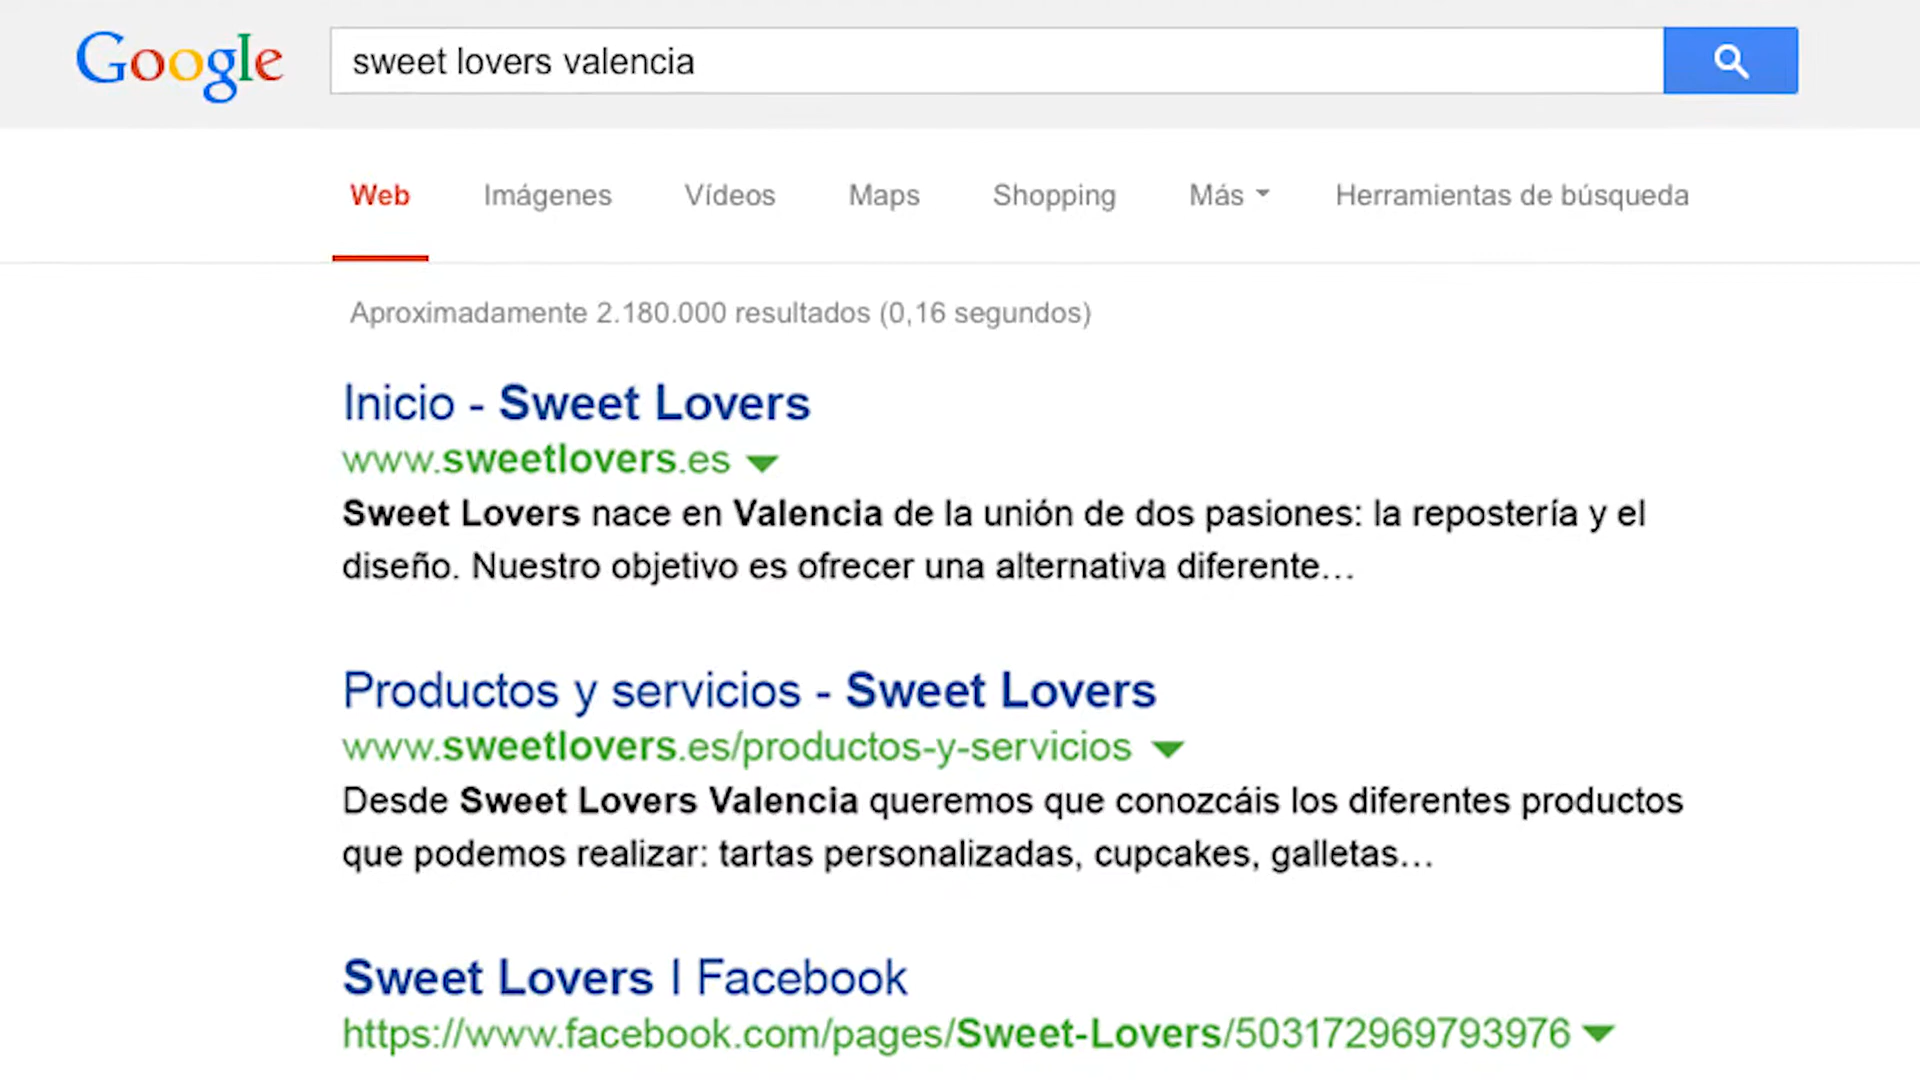 Google
sweet lovers valencia
Web Imágenes Vídeos Maps Shopping Más Herramientas de búsqueda
Aproximadamente 2.180.000 resultados (0,16 segundos)
Inicio - Sweet Lovers
www.sweetlovers.es
Sweet Lovers nace en Valencia de la unión de dos pasiones: la repostería y el
diseño. Nuestro objetivo es ofrecer una alternativa diferente...
Productos y servicios - Sweet Lovers
www.sweetlovers.es/productos-y-servicios
Desde Sweet Lovers Valencia queremos que conozcáis los diferentes productos
que podemos realizar: tartas personalizadas, cupcakes, galletas...
Sweet Lovers | Facebook
https://www.facebook.com/pages/Sweet-Lovers/503172969793976